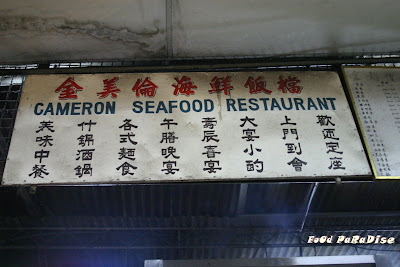 金美倫海鮮飯檔
CAMERON SEAFOOD RESTAURANT
歡迎定座
上門到會
大宴小酌
壽辰喜宴
午膳晚宴
各式麵食
什錦酒鍋
美味中餐
FoOd PaRaDise